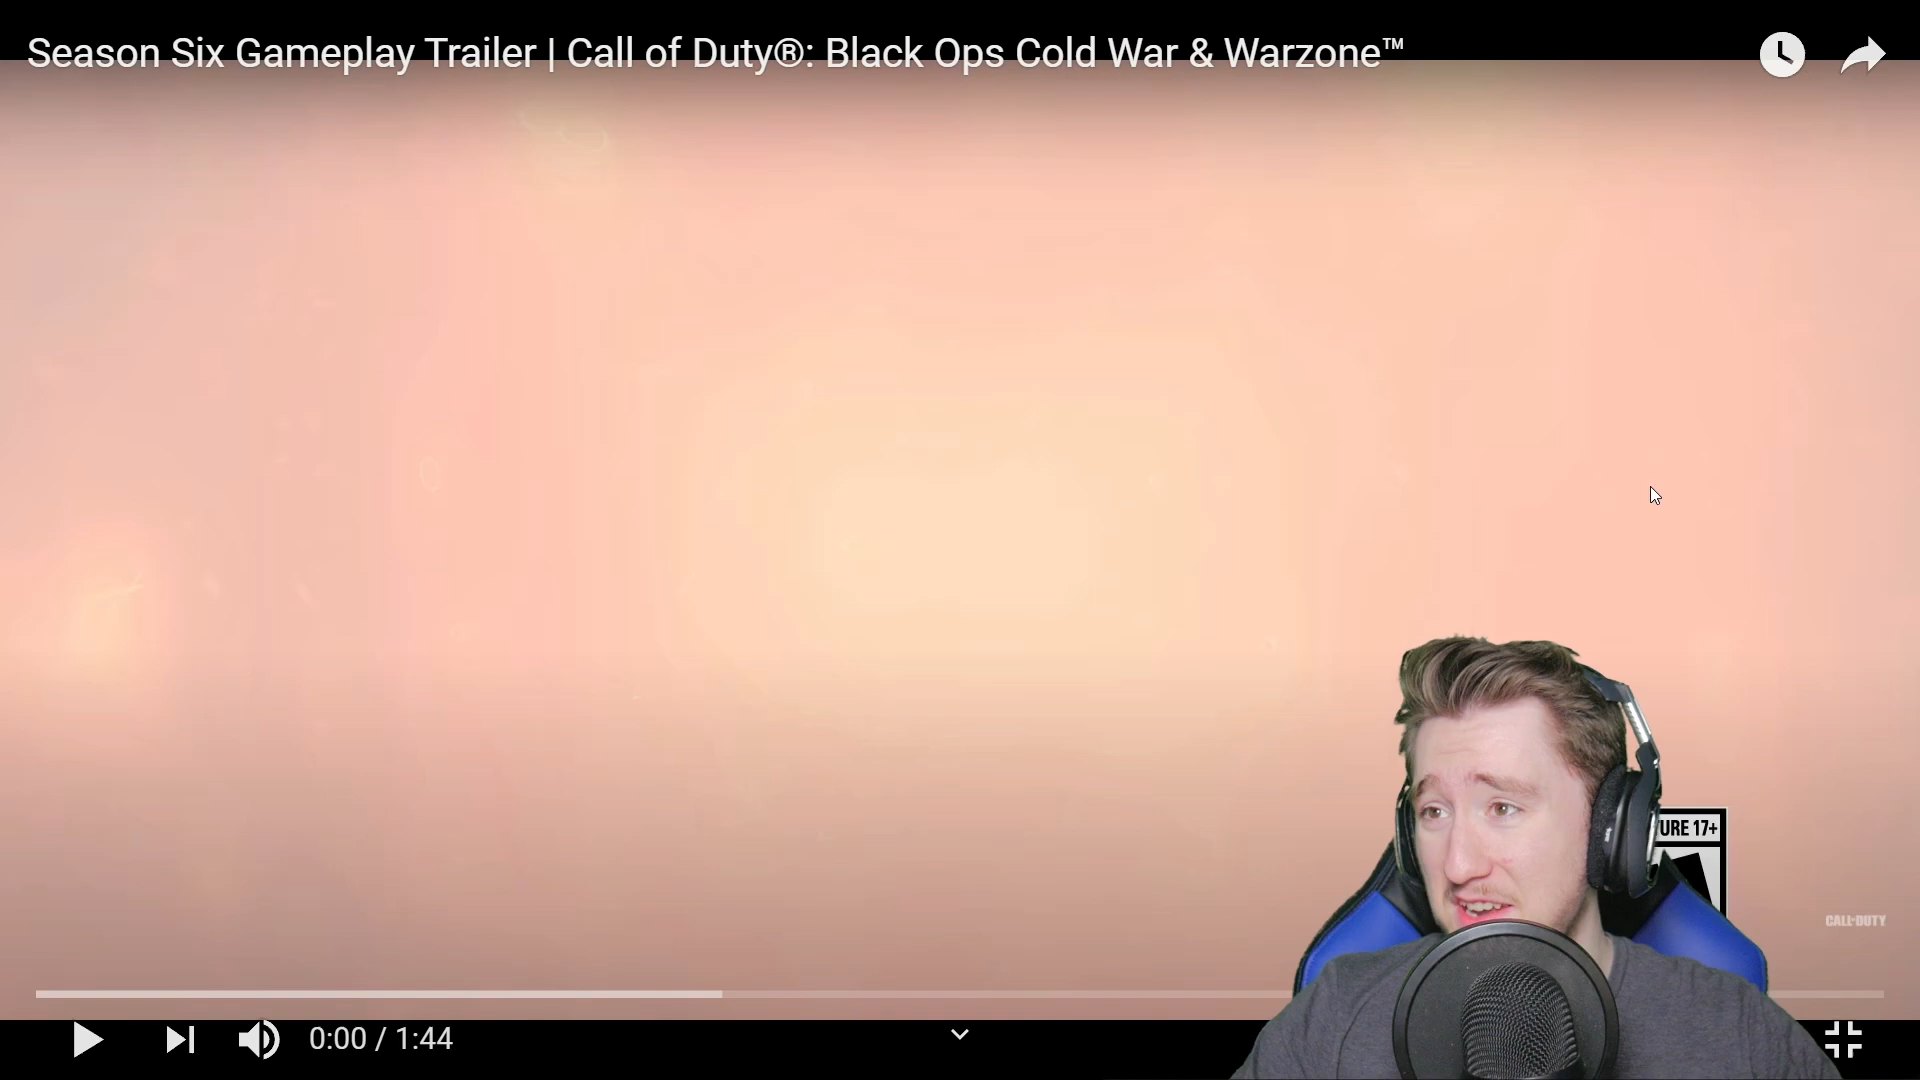 Season Six Gameplay Trailer | Call of Duty®: Black Ops Cold War & Warzone™
URE 17+
CALL OF DUTY
0:00 / 1:44